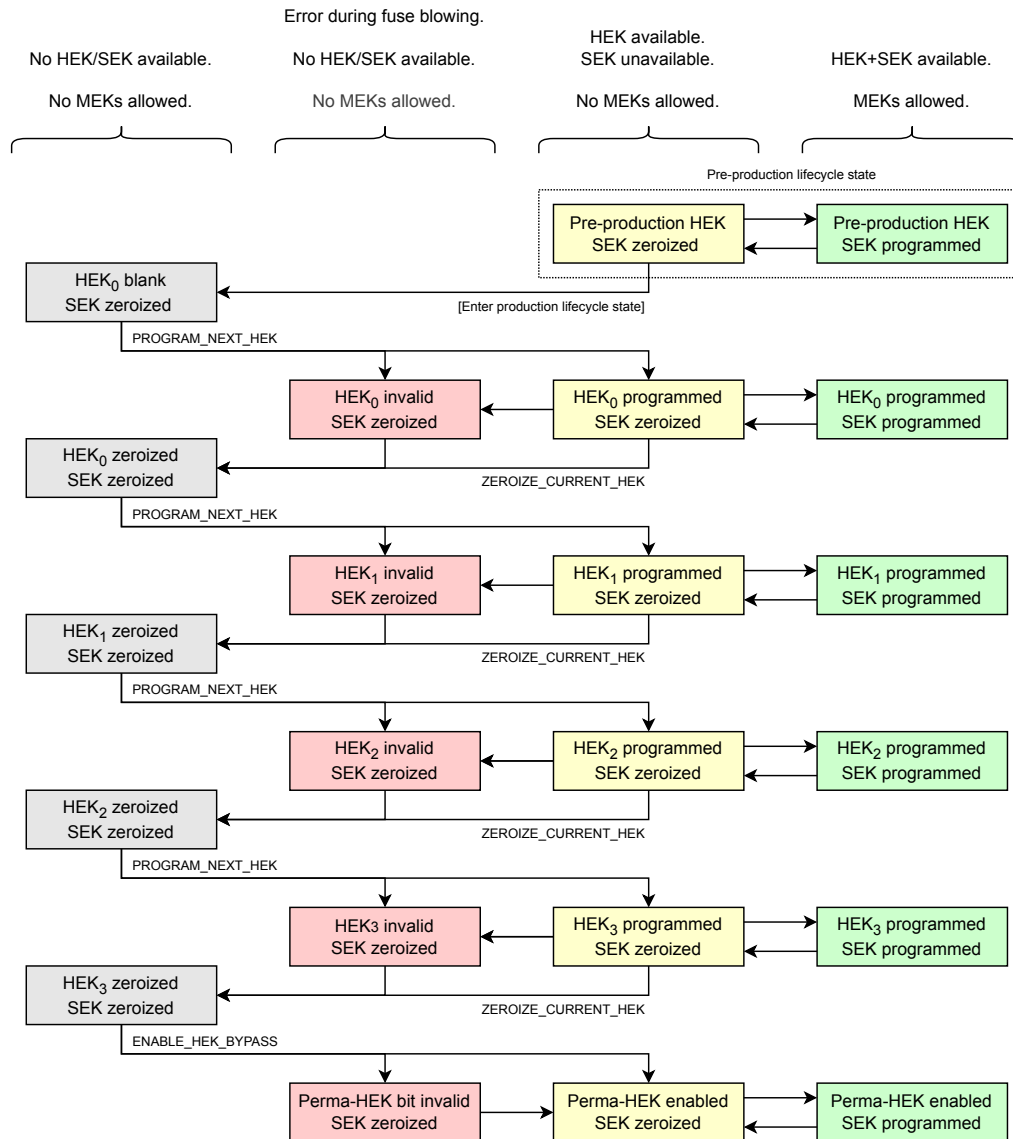 Error during fuse blowing.
No HEK/SEK available.
No HEK/SEK available.
HEK available.
SEK unavailable.
HEK+SEK available.
No MEKs allowed.
No MEKs allowed.
No MEKs allowed.
MEKs allowed.
Pre-production lifecycle state
Pre-production HEK
SEK zeroized
Pre-production HEK
SEK programmed
HEK0 blank
SEK zeroized
[Enter production lifecycle state]
PROGRAM_NEXT_HEK
HEK0 invalid
SEK zeroized
HEK0 programmed
SEK zeroized
HEK0 programmed
SEK programmed
HEK0 zeroized
SEK zeroized
ZEROIZE_CURRENT_HEK
PROGRAM_NEXT_HEK
HEK1 invalid
SEK zeroized
HEK1 programmed
SEK zeroized
HEK1 programmed
SEK programmed
HEK1 zeroized
SEK zeroized
ZEROIZE_CURRENT_HEK
PROGRAM_NEXT_HEK
HEK2 invalid
SEK zeroized
HEK2 programmed
SEK zeroized
HEK2 programmed
SEK programmed
HEK2 zeroized
SEK zeroized
ZEROIZE_CURRENT_HEK
PROGRAM_NEXT_HEK
HEK3 invalid
SEK zeroized
HEK3 programmed
SEK zeroized
HEK3 programmed
SEK programmed
HEK3 zeroized
SEK zeroized
ZEROIZE_CURRENT_HEK
ENABLE_HEK_BYPASS
Perma-HEK bit invalid
SEK zeroized
Perma-HEK enabled
SEK zeroized
Perma-HEK enabled
SEK programmed